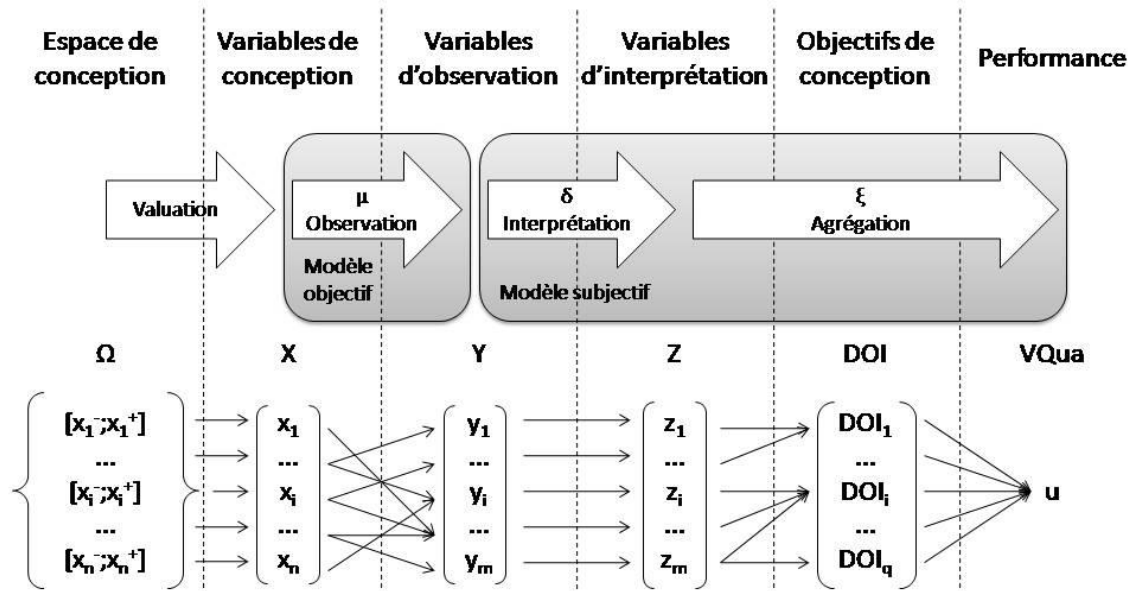 Espace de conception
Variables de conception
Variables d'observation
Variables d'interprétation
Objectifs de conception
Performance
Valuation
μ
Observation
Modèle objectif
δ
Interprétation
ξ
Agrégation
Modèle subjectif
Ω X Y Z DOI VQua
[x₁⁻;x₁⁺] x₁ y₁ z₁ DOI₁
... ... ... ... ...
[xᵢ⁻;xᵢ⁺] xᵢ yᵢ zᵢ DOIᵢ u
... ... ... ... ...
[xₙ⁻;xₙ⁺] xₙ yₘ zₘ DOI_q